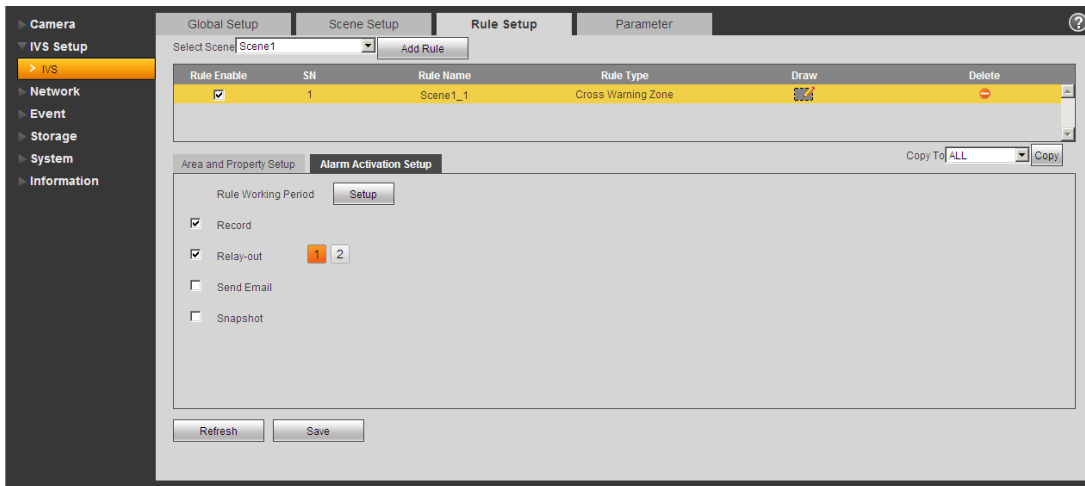 Camera
IVS Setup
> IVS
Network
Event
Storage
System
Information
Global Setup Scene Setup Rule Setup Parameter ?
Select Scene Scene1 Add Rule
Rule Enable SN Rule Name Rule Type Draw Delete
1 Scene1_1 Cross Warning Zone
Area and Property Setup Alarm Activation Setup Copy To ALL Copy
Rule Working Period Setup
Record
Relay-out 1 2
Send Email
Snapshot
Refresh Save